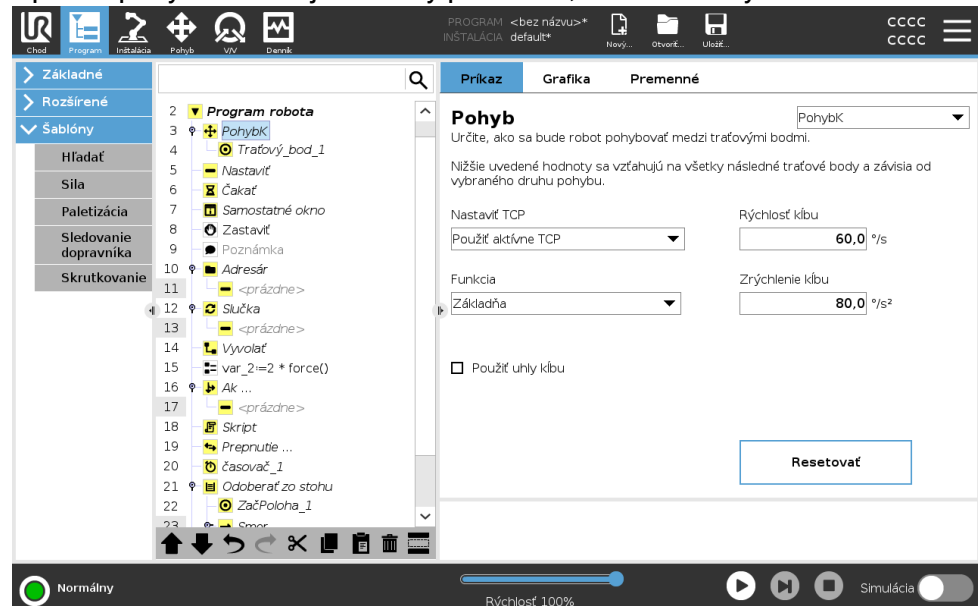 UR
Chod
Program
Inštalácia
Pohyb
V/V
Denník
PROGRAM <bez názvu>*
INŠTALÁCIA default*
Nový...
Otvoriť...
Uložiť...
CCCC
CCCC
Základné
Rozšírené
Šablóny
Hľadať
Sila
Paletizácia
Sledovanie
dopravníka
Skrutkovanie
2 Program robota
3 PohybK
4 Traťový_bod_1
5 Nastaviť
6 Čakať
7 Samostatné okno
8 Zastaviť
9 Poznámka
10 Adresár
11 <prázdne>
12 Slučka
13 <prázdne>
14 Vyvolať
15 var_2:=2 * force()
16 Ak ...
17 <prázdne>
18 Skript
19 Prepnutie ...
20 časovač_1
21 Odoberať zo stohu
22 ZačPoloha_1
23 Smer
Príkaz Grafika Premenné
Pohyb
PohybK
Určite, ako sa bude robot pohybovať medzi traťovými bodmi.
Nižšie uvedené hodnoty sa vzťahujú na všetky následné traťové body a závisia od
vybraného druhu pohybu.
Nastaviť TCP
Rýchlosť kĺbu
Použiť aktívne TCP
60,0 °/s
Funkcia
Zrýchlenie kĺbu
Základňa
80,0 °/s²
Použiť uhly kĺbu
Resetovať
Normálny
Rýchlosť 100%
Simulácia